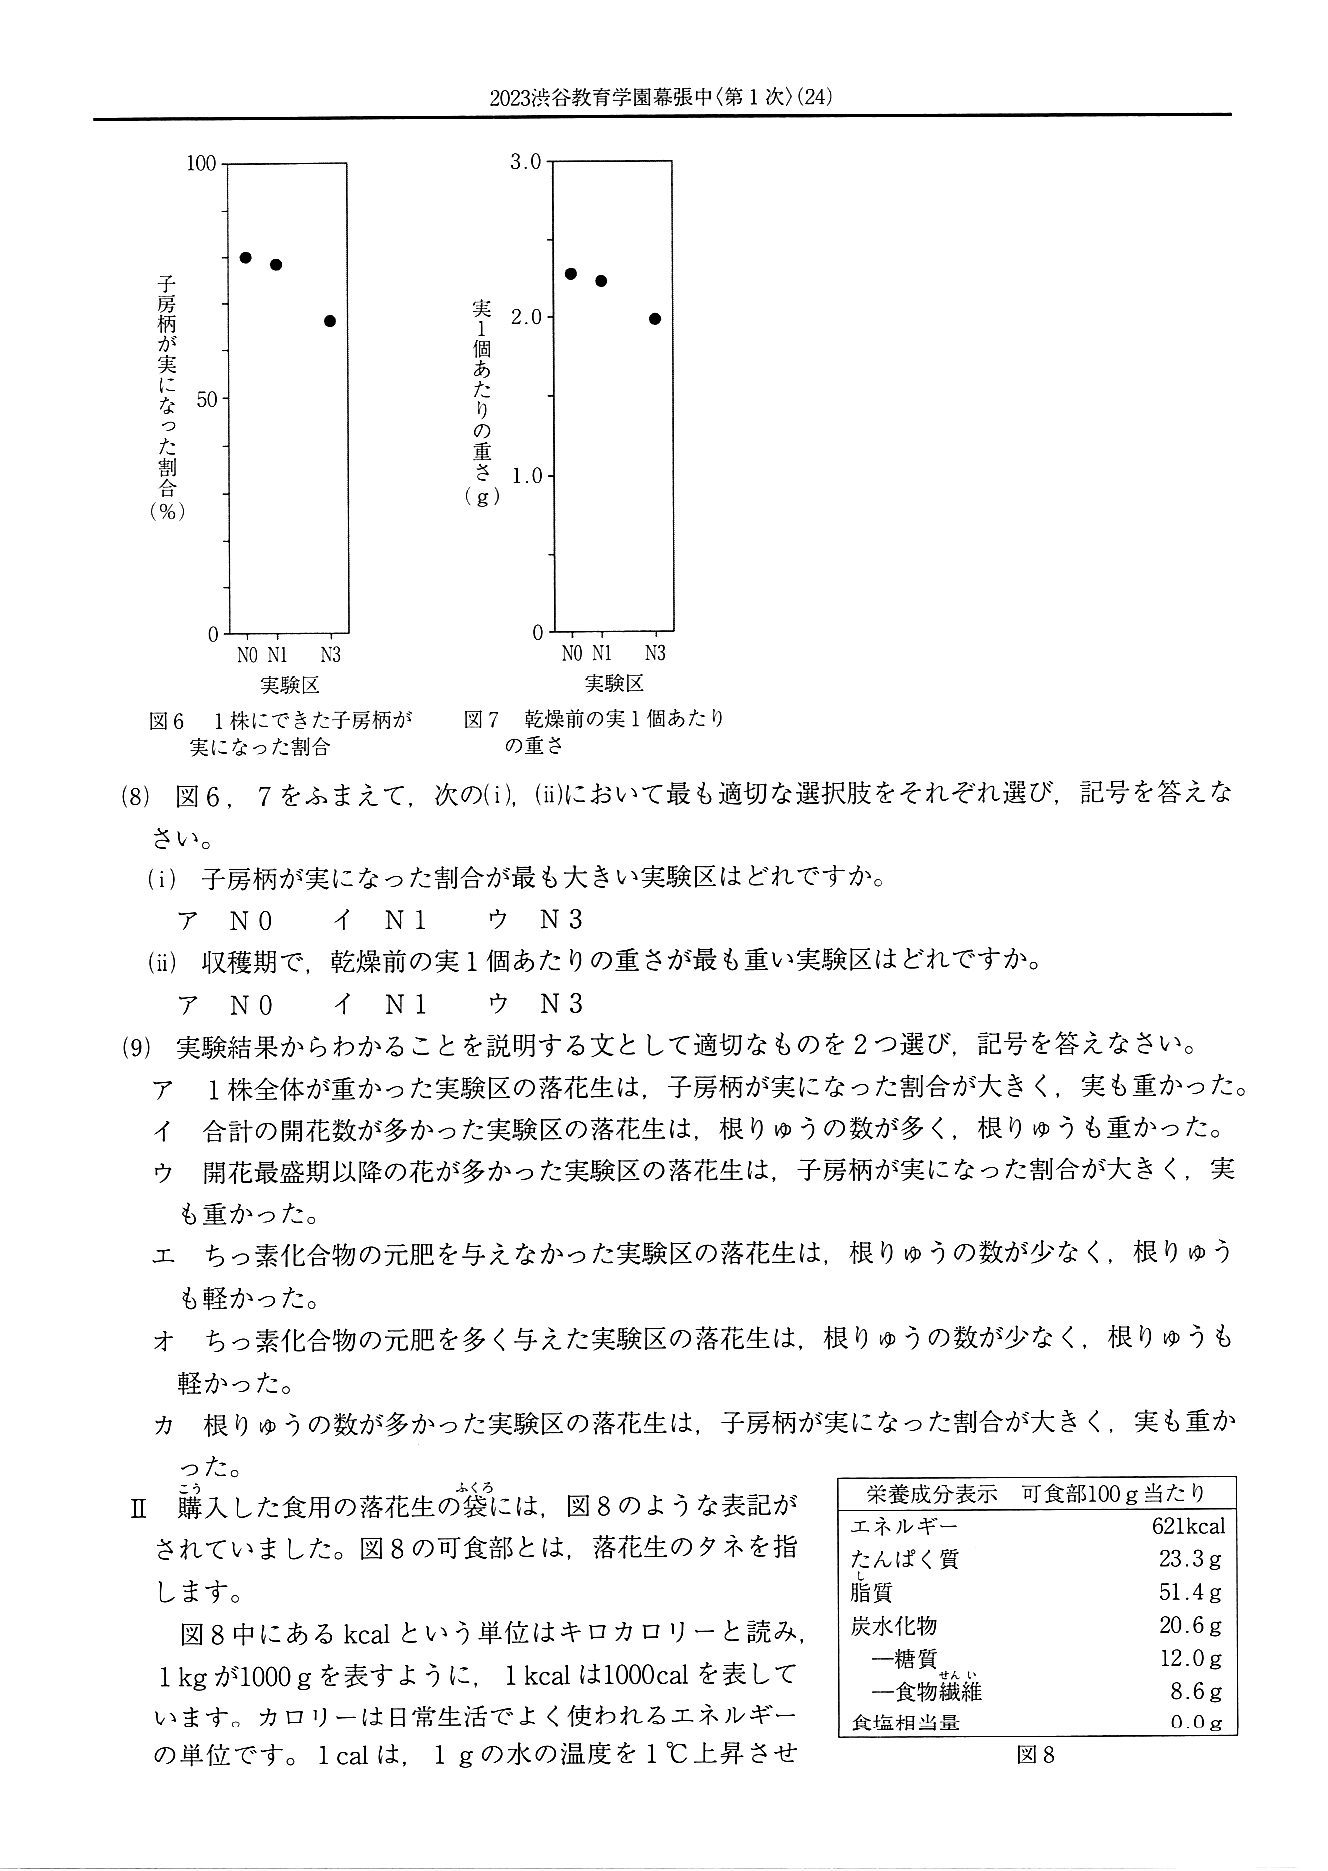 2023渋谷教育学園幕張中〈第1次〉(24)
100
50
0
子房柄が実になった割合(%)
N0 N1 N3
実験区
図6 1株にできた子房柄が
実になった割合
3.0
2.0
1.0
0
実1個あたりの重さ(g)
N0 N1 N3
実験区
図7 乾燥前の実1個あたり
の重さ
(8) 図6，7をふまえて，次の(i)，(ii)において最も適切な選択肢をそれぞれ選び，記号を答えな
さい。
(i) 子房柄が実になった割合が最も大きい実験区はどれですか。
ア N0 イ N1 ウ N3
(ii) 収穫期で，乾燥前の実1個あたりの重さが最も重い実験区はどれですか。
ア N0 イ N1 ウ N3
(9) 実験結果からわかることを説明する文として適切なものを2つ選び，記号を答えなさい。
ア 1株全体が重かった実験区の落花生は，子房柄が実になった割合が大きく，実も重かった。
イ 合計の開花数が多かった実験区の落花生は，根りゅうの数が多く，根りゅうも重かった。
ウ 開花最盛期以降の花が多かった実験区の落花生は，子房柄が実になった割合が大きく，実
も重かった。
エ ちっ素化合物の元肥を与えなかった実験区の落花生は，根りゅうの数が少なく，根りゅう
も軽かった。
オ ちっ素化合物の元肥を多く与えた実験区の落花生は，根りゅうの数が少なく，根りゅうも
軽かった。
カ 根りゅうの数が多かった実験区の落花生は，子房柄が実になった割合が大きく，実も重か
った。
こう ふくろ
Ⅱ 購入した食用の落花生の袋には，図8のような表記が
されていました。図8の可食部とは，落花生のタネを指
します。
図8中にあるkcalという単位はキロカロリーと読み，
1kgが1000gを表すように，1kcalは1000calを表して
います。カロリーは日常生活でよく使われるエネルギー
の単位です。1calは，1gの水の温度を1℃上昇させ
栄養成分表示 可食部100g当たり
エネルギー 621kcal
たんぱく質 23.3g
し
脂質 51.4g
炭水化物 20.6g
―糖質 12.0g
せんい
―食物繊維 8.6g
食塩相当量 0.0g
図8